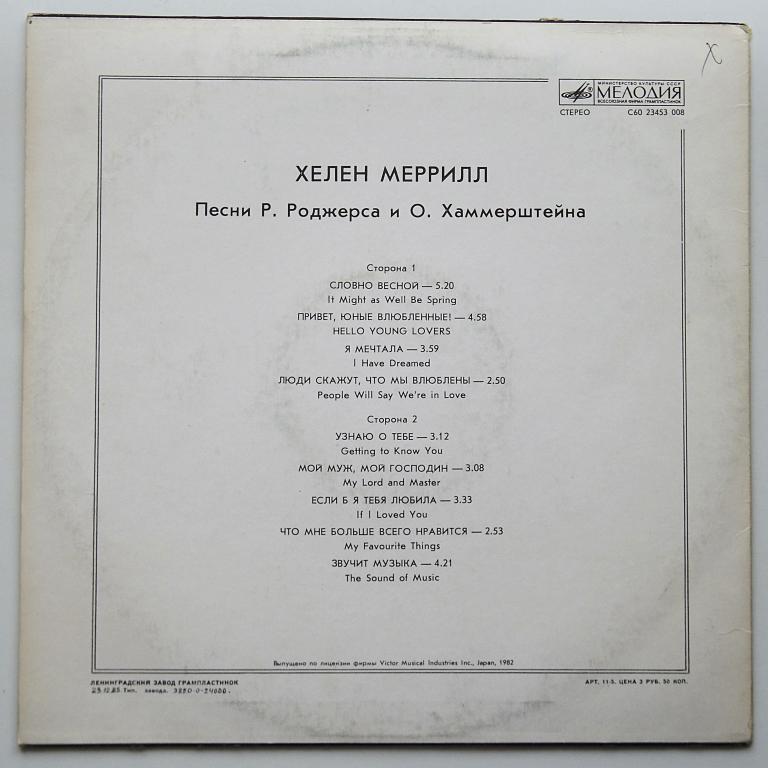 X
МИНИСТЕРСТВО КУЛЬТУРЫ СССР
МЕЛОДИЯ
ВСЕСОЮЗНАЯ ФИРМА ГРАМПЛАСТИНОК
СТЕРЕО С60 23453 008
ХЕЛЕН МЕРРИЛЛ
Песни Р. Роджерса и О. Хаммерштейна
Сторона 1
СЛОВНО ВЕСНОЙ — 5.20
It Might as Well Be Spring
ПРИВЕТ, ЮНЫЕ ВЛЮБЛЕННЫЕ! — 4.58
HELLO YOUNG LOVERS
Я МЕЧТАЛА — 3.59
I Have Dreamed
ЛЮДИ СКАЖУТ, ЧТО МЫ ВЛЮБЛЕНЫ — 2.50
People Will Say We're in Love
Сторона 2
УЗНАЮ О ТЕБЕ — 3.12
Getting to Know You
МОЙ МУЖ, МОЙ ГОСПОДИН — 3.08
My Lord and Master
ЕСЛИ Б Я ТЕБЯ ЛЮБИЛА — 3.33
If I Loved You
ЧТО МНЕ БОЛЬШЕ ВСЕГО НРАВИТСЯ — 2.53
My Favourite Things
ЗВУЧИТ МУЗЫКА — 4.21
The Sound of Music
Выпущено по лицензии фирмы Victor Musical Industries Inc., Japan, 1982
ЛЕНИНГРАДСКИЙ ЗАВОД ГРАМПЛАСТИНОК
Тип. завода.
АРТ. 11-5. ЦЕНА 3 РУБ. 50 КОП.